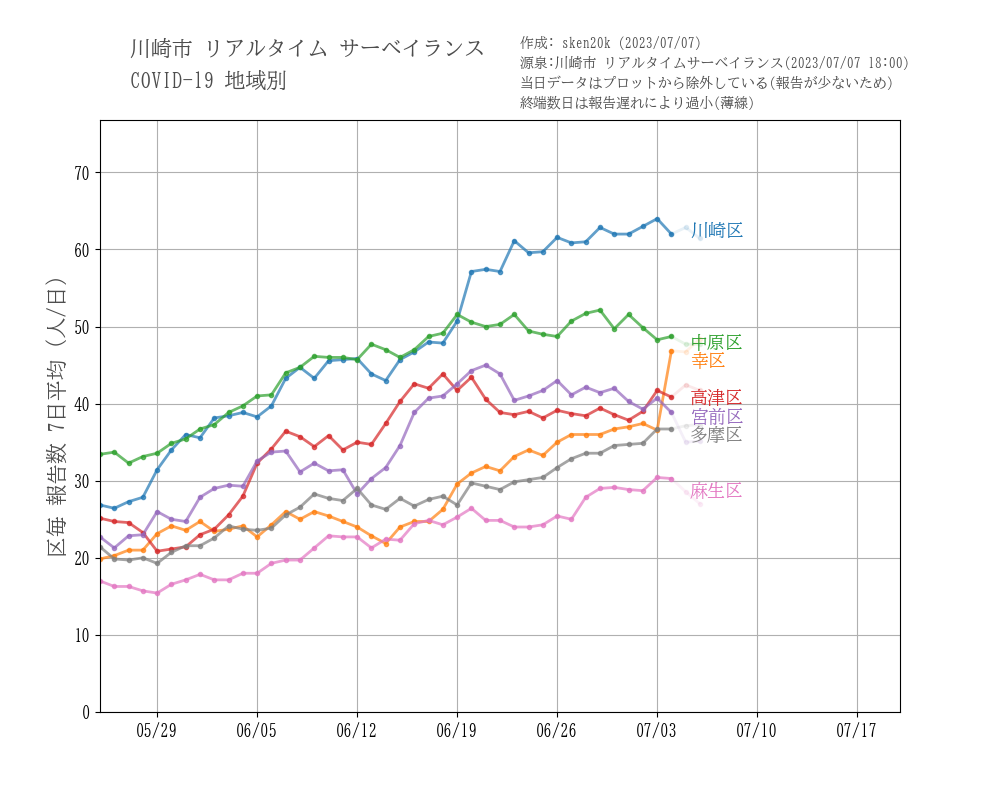 川崎市 リアルタイム サーベイランス
COVID-19 地域別
作成: sken20k (2023/07/07)
源泉:川崎市 リアルタイムサーベイランス(2023/07/07 18:00)
当日データはプロットから除外している(報告が少ないため)
終端数日は報告遅れにより過小(薄線)
区毎 報告数 7日平均 (人/日)
70
60
50
40
30
20
10
0
川崎区
中原区
幸区
高津区
宮前区
多摩区
麻生区
05/29
06/05
06/12
06/19
06/26
07/03
07/10
07/17